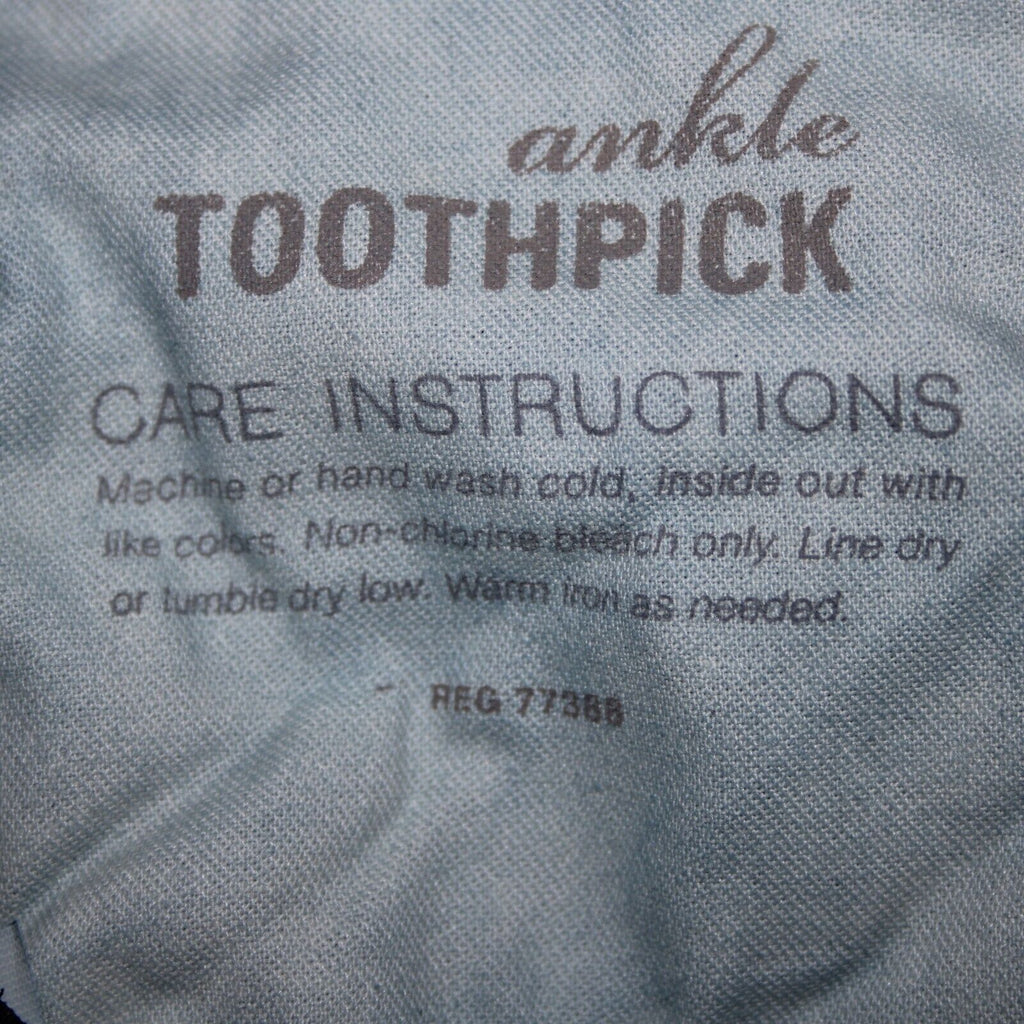 ankle
TOOTHPICK
CARE INSTRUCTIONS
Machine or hand wash cold, inside out with
like colors. Non-chlorine bleach only. Line dry
or tumble dry low. Warm iron as needed.
REG 77388